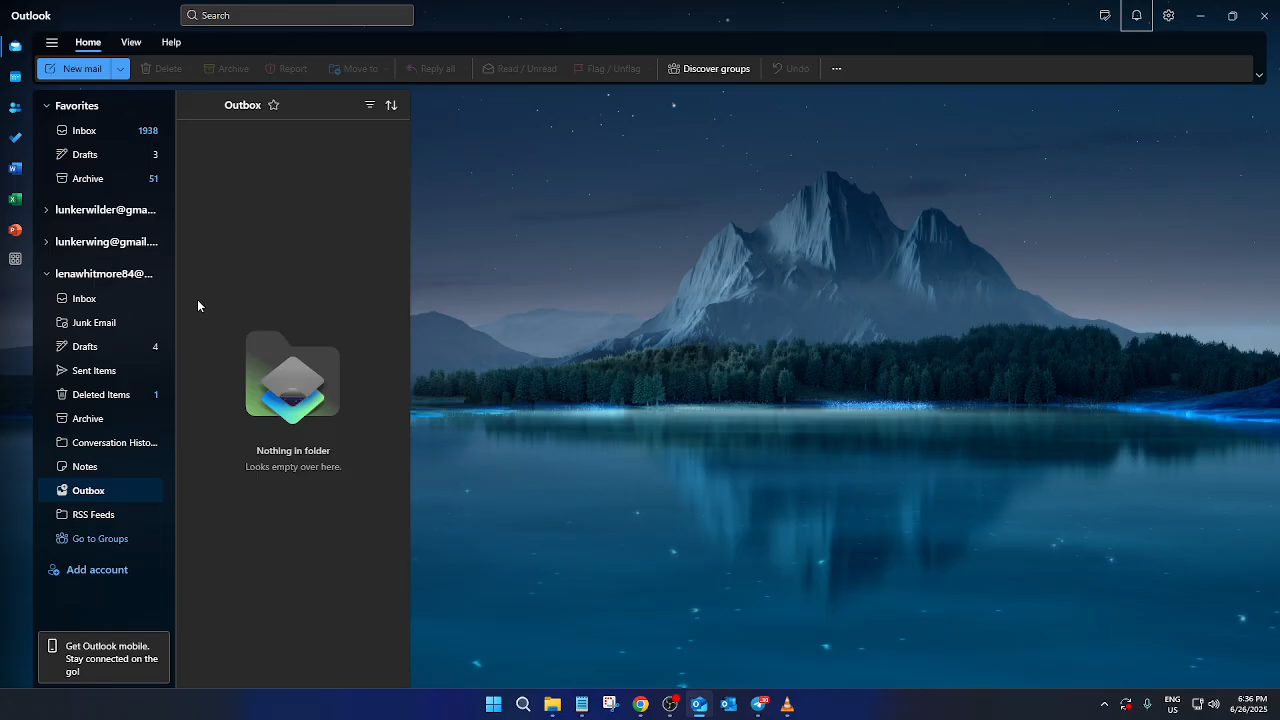 Outlook
Search
Home View Help
New mail Delete Archive Report Move to Reply all Read / Unread Flag / Unflag Discover groups Undo
Favorites
Inbox 1938
Drafts 3
Archive 51
lunkerwilder@gma...
lunkerwing@gmail....
lenawhitmore84@...
Inbox
Junk Email
Drafts 4
Sent Items
Deleted Items 1
Archive
Conversation Histo...
Notes
Outbox
RSS Feeds
Go to Groups
Add account
Get Outlook mobile.
Stay connected on the
go!
Outbox
Nothing in folder
Looks empty over here.
ENG
US
6:36 PM
6/26/2025